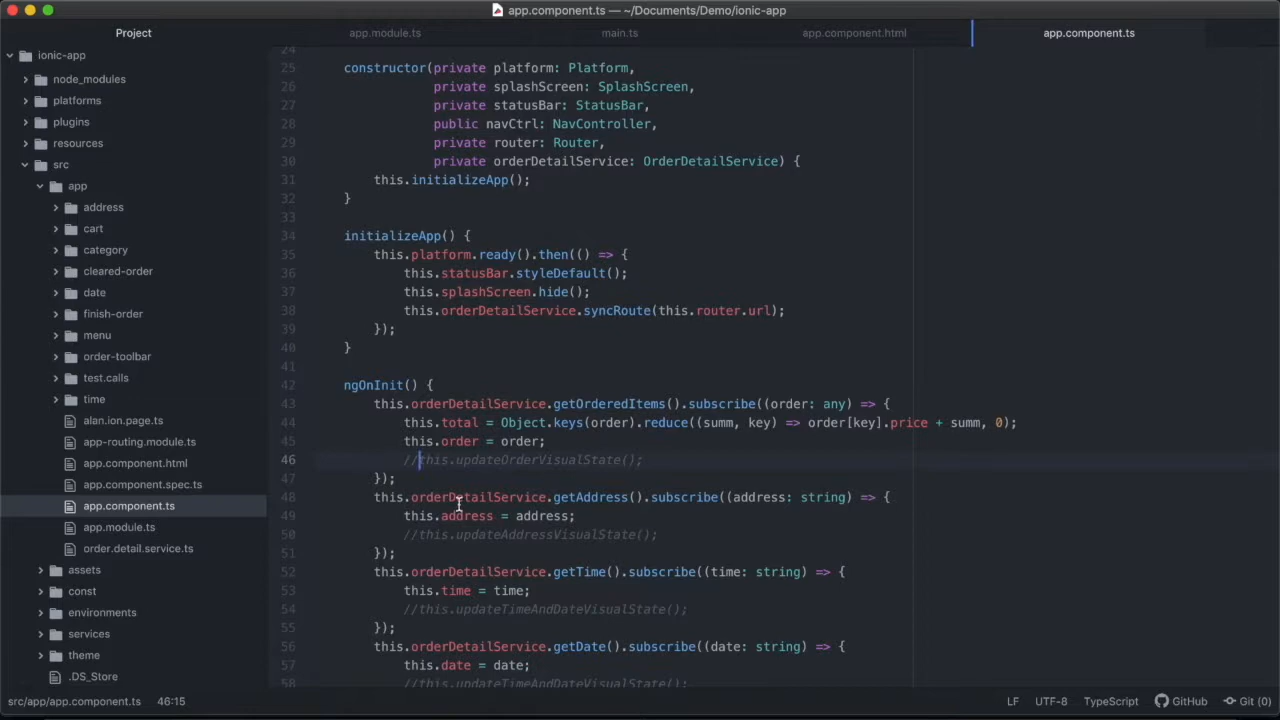 app.component.ts — ~/Documents/Demo/ionic-app
Project
app.module.ts
main.ts
app.component.html
app.component.ts
ionic-app
node_modules
platforms
plugins
resources
src
app
address
cart
category
cleared-order
date
finish-order
menu
order-toolbar
test.calls
time
alan.ion.page.ts
app-routing.module.ts
app.component.html
app.component.spec.ts
app.component.ts
app.module.ts
order.detail.service.ts
assets
const
environments
services
theme
.DS_Store
24
25 constructor(private platform: Platform,
26 private splashScreen: SplashScreen,
27 private statusBar: StatusBar,
28 public navCtrl: NavController,
29 private router: Router,
30 private orderDetailService: OrderDetailService) {
31 this.initializeApp();
32 }
33
34 initializeApp() {
35 this.platform.ready().then(() => {
36 this.statusBar.styleDefault();
37 this.splashScreen.hide();
38 this.orderDetailService.syncRoute(this.router.url);
39 });
40 }
41
42 ngOnInit() {
43 this.orderDetailService.getOrderedItems().subscribe((order: any) => {
44 this.total = Object.keys(order).reduce((summ, key) => order[key].price + summ, 0);
45 this.order = order;
46 //this.updateOrderVisualState();
47 });
48 this.orderDetailService.getAddress().subscribe((address: string) => {
49 this.address = address;
50 //this.updateAddressVisualState();
51 });
52 this.orderDetailService.getTime().subscribe((time: string) => {
53 this.time = time;
54 //this.updateTimeAndDateVisualState();
55 });
56 this.orderDetailService.getDate().subscribe((date: string) => {
57 this.date = date;
58 //this.updateTimeAndDateVisualState();
src/app/app.component.ts 46:15
LF UTF-8 TypeScript GitHub Git (0)